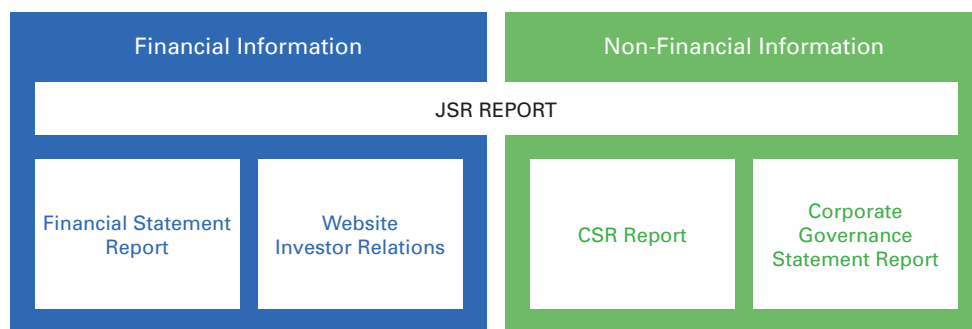 Financial Information
Non-Financial Information
JSR REPORT
Financial Statement
Report
Website
Investor Relations
CSR Report
Corporate
Governance
Statement Report